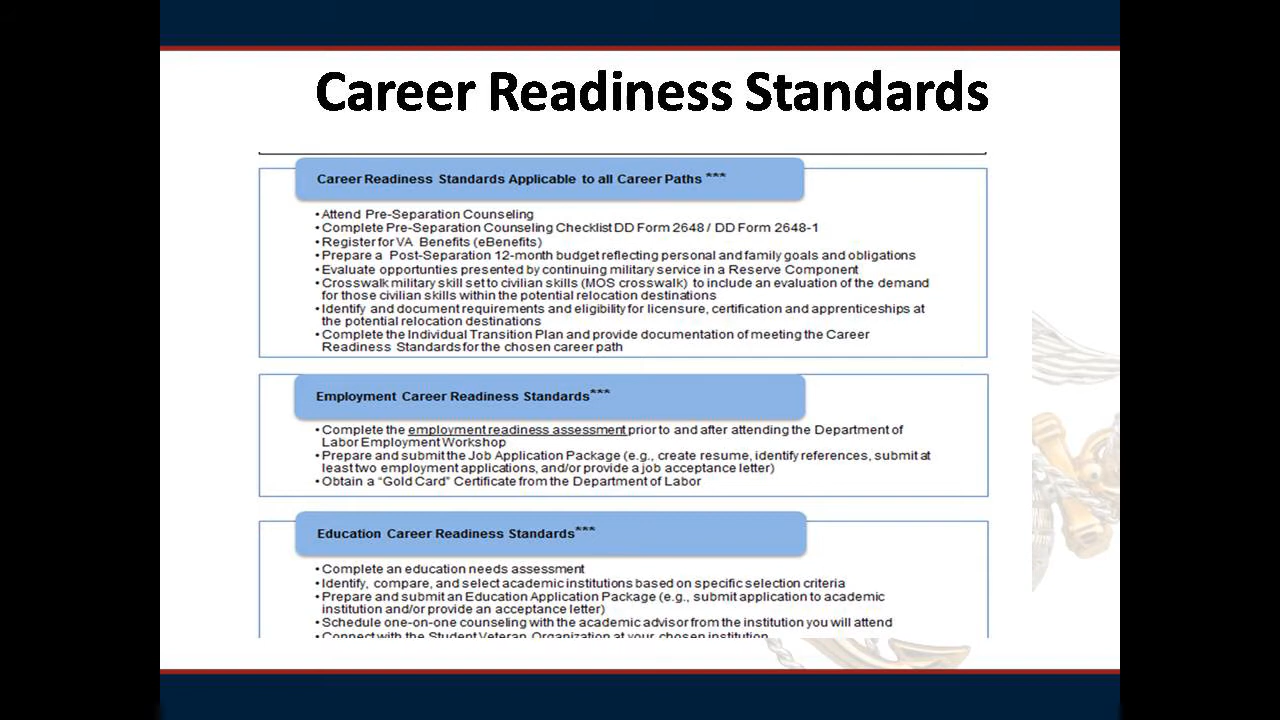 Career Readiness Standards
Career Readiness Standards Applicable to all Career Paths ***
• Attend Pre-Separation Counseling
• Complete Pre-Separation Counseling Checklist DD Form 2648 / DD Form 2648-1
• Register for VA Benefits (eBenefits)
• Prepare a Post-Separation 12-month budget reflecting personal and family goals and obligations
• Evaluate opportunties presented by continuing military service in a Reserve Component
• Crosswalk military skill set to civilian skills (MOS crosswalk) to include an evaluation of the demand
for those civilian skills within the potential relocation destinations
• Identify and document requirements and eligibility for licensure, certification and apprenticeships at
the potential relocation destinations
• Complete the Individual Transition Plan and provide documentation of meeting the Career
Readiness Standards for the chosen career path
Employment Career Readiness Standards***
• Complete the employment readiness assessment prior to and after attending the Department of
Labor Employment Workshop
• Prepare and submit the Job Application Package (e.g., create resume, identify references, submit at
least two employment applications, and/or provide a job acceptance letter)
• Obtain a “Gold Card” Certificate from the Department of Labor
Education Career Readiness Standards***
• Complete an education needs assessment
• Identify, compare, and select academic institutions based on specific selection criteria
• Prepare and submit an Education Application Package (e.g., submit application to academic
institution and/or provide an acceptance letter)
• Schedule one-on-one counseling with the academic advisor from the institution you will attend
• Connect with the Student Veteran Organization at your chosen institution